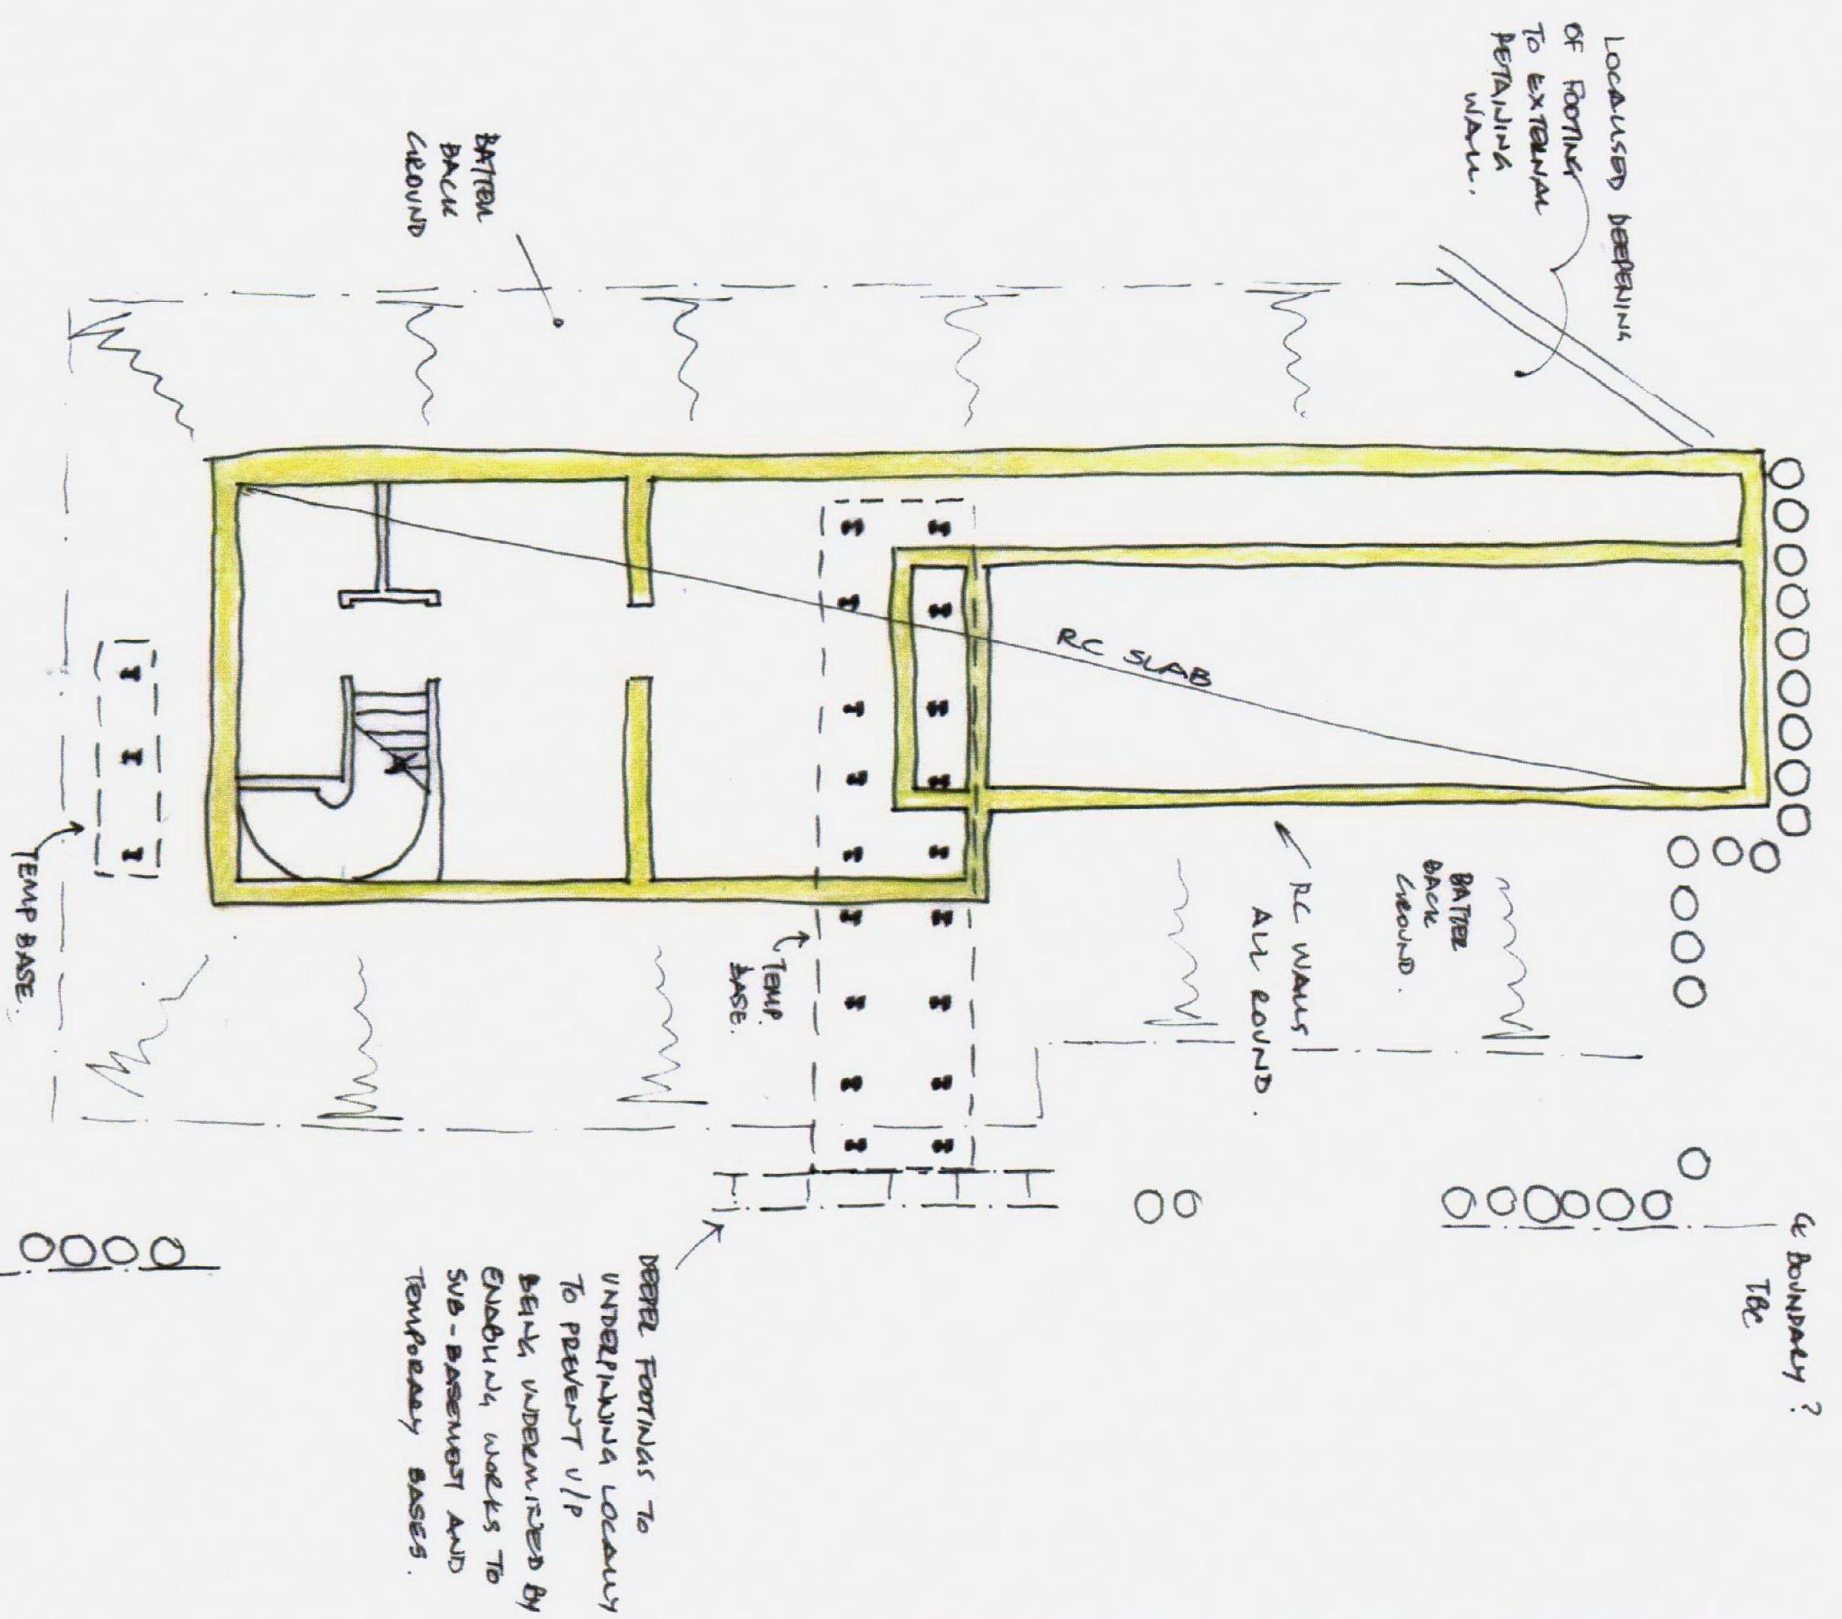 LOCALISED DEEPENING
OF FOOTING
TO EXTERNAL
RETAINING
WALL.
BATTER
BACK
GROUND
RC SLAB
RC WALLS
ALL ROUND.
BATTER
BACK
GROUND.
TEMP BASE.
TEMP.
BASE.
℄ BOUNDARY ?
TBC
DEEPER FOOTINGS TO
UNDERPINNING LOCALLY
TO PREVENT U/P
BEING UNDERMINED BY
ENABLING WORKS TO
SUB-BASEMENT AND
TEMPORARY BASES.